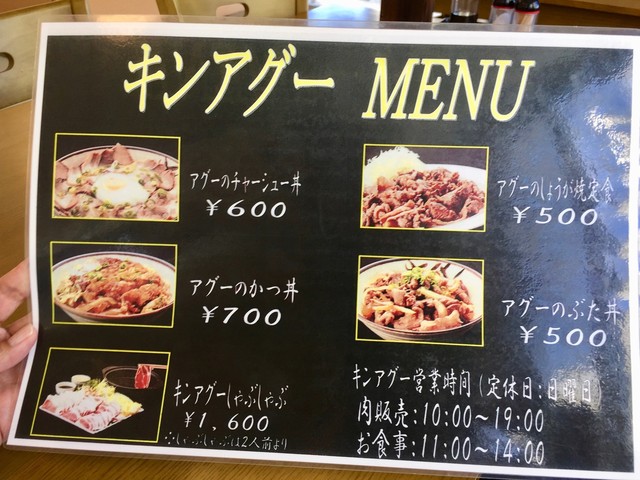 キンアグー MENU
アグーのチャーシュー丼
￥600
アグーのしょうが焼定食
￥500
アグーのかつ丼
￥700
アグーのぶた丼
￥500
キンアグーしゃぶしゃぶ
￥1,600
※しゃぶしゃぶは2人前より
キンアグー営業時間(定休日:日曜日)
肉販売:10:00～19:00
お食事:11:00～14:00